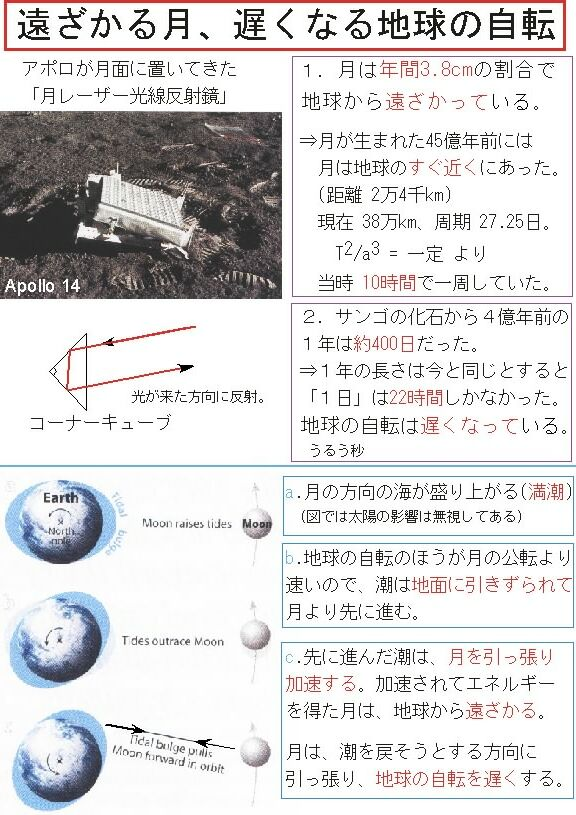 遠ざかる月、遅くなる地球の自転
アポロが月面に置いてきた
「月レーザー光線反射鏡」
Apollo 14
光が来た方向に反射。
コーナーキューブ
1．月は年間3.8cmの割合で
地球から遠ざかっている。
⇒月が生まれた45億年前には
月は地球のすぐ近くにあった。
(距離 2万4千km)
現在 38万km、周期 27.25日。
T²/a³ = 一定 より
当時 10時間で一周していた。
2．サンゴの化石から４億年前の
１年は約400日だった。
⇒１年の長さは今と同じとすると
「１日」は22時間しかなかった。
地球の自転は遅くなっている。
うるう秒
Earth
North
pole
Tidal bulge
Moon raises tides
Moon
a.月の方向の海が盛り上がる(満潮)
(図では太陽の影響は無視してある)
Tides outrace Moon
b.地球の自転のほうが月の公転より
速いので、潮は地面に引きずられて
月より先に進む。
Tidal bulge pulls
Moon forward in orbit
c.先に進んだ潮は、月を引っ張り
加速する。加速されてエネルギー
を得た月は、地球から遠ざかる。
月は、潮を戻そうとする方向に
引っ張り、地球の自転を遅くする。